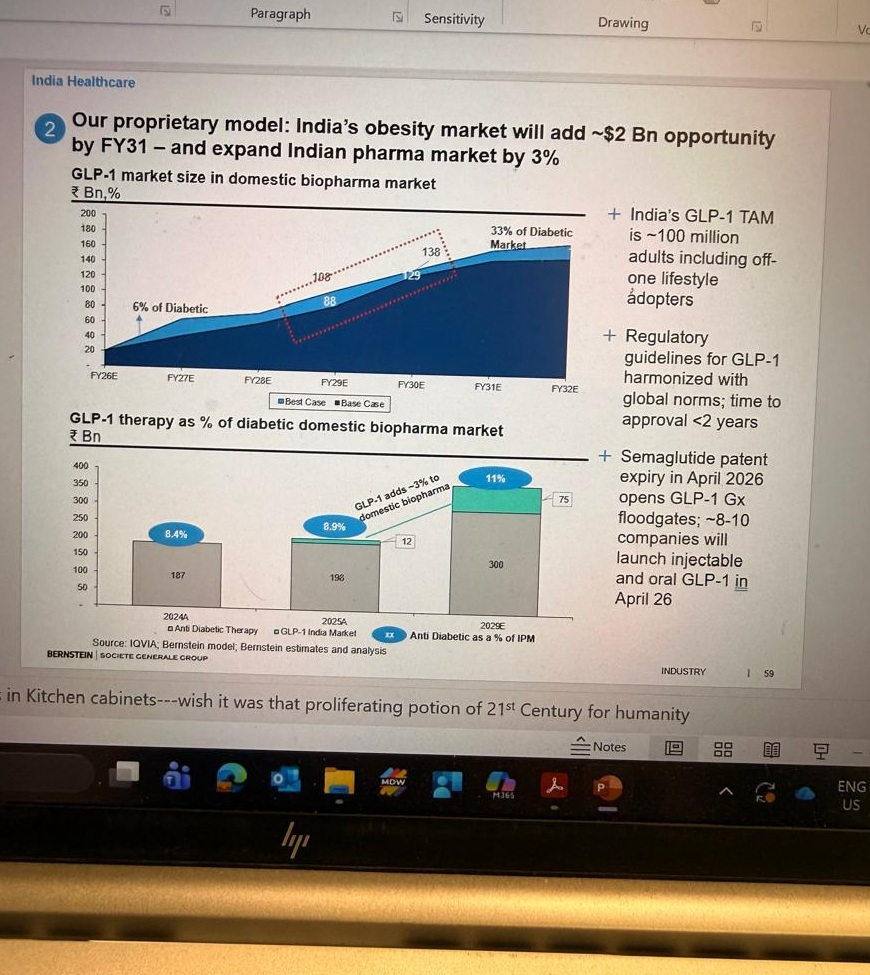 Paragraph
Sensitivity
Drawing
India Healthcare
2
Our proprietary model: India's obesity market will add ~$2 Bn opportunity
by FY31 – and expand Indian pharma market by 3%
GLP-1 market size in domestic biopharma market
₹ Bn,%
200
180
160
140
120
100
80
60
40
20
-
6% of Diabetic
108
88
138
129
33% of Diabetic
Market
FY26E
FY27E
FY28E
FY29E
FY30E
FY31E
FY32E
Best Case
Base Case
GLP-1 therapy as % of diabetic domestic biopharma market
₹ Bn
400
350
300
250
200
150
100
50
-
8.4%
187
8.9%
198
12
GLP-1 adds ~3% to
domestic biopharma
11%
75
300
2024A
2025A
2029E
Anti Diabetic Therapy
GLP-1 India Market
xx
Anti Diabetic as a % of IPM
+ India's GLP-1 TAM
is ~100 million
adults including off-
one lifestyle
adopters
+ Regulatory
guidelines for GLP-1
harmonized with
global norms; time to
approval <2 years
+ Semaglutide patent
expiry in April 2026
opens GLP-1 Gx
floodgates; ~8-10
companies will
launch injectable
and oral GLP-1 in
April 26
Source: IQVIA, Bernstein model, Bernstein estimates and analysis
BERNSTEIN | SOCIETE GENERALE GROUP
INDUSTRY | 59
in Kitchen cabinets---wish it was that proliferating potion of 21st Century for humanity
Notes
MDW
M365
P
ENG
US
hp